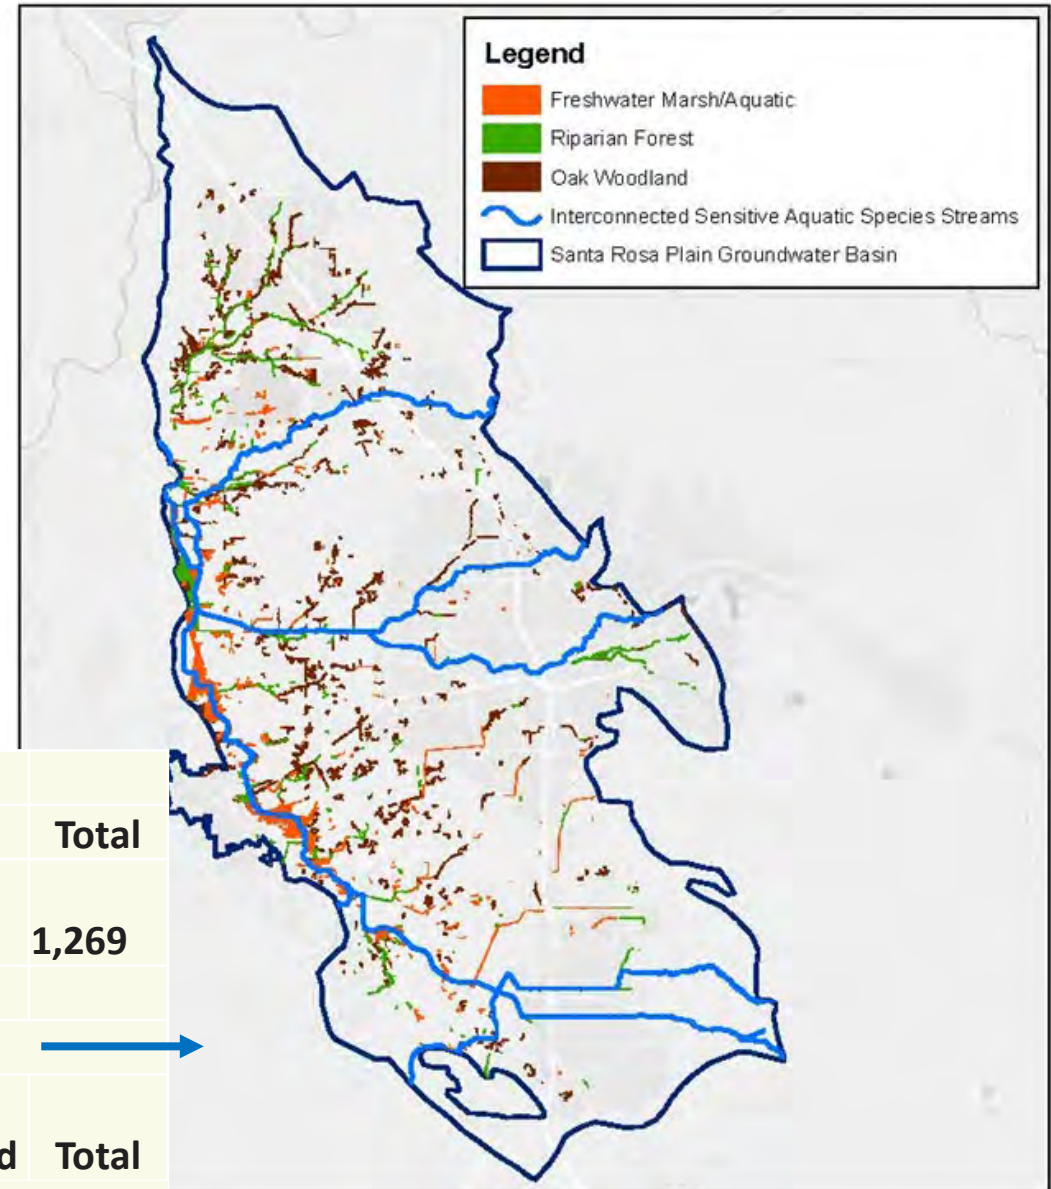 Legend
Freshwater Marsh/Aquatic
Riparian Forest
Oak Woodland
Interconnected Sensitive Aquatic Species Streams
Santa Rosa Plain Groundwater Basin
Total
1,269
d Total